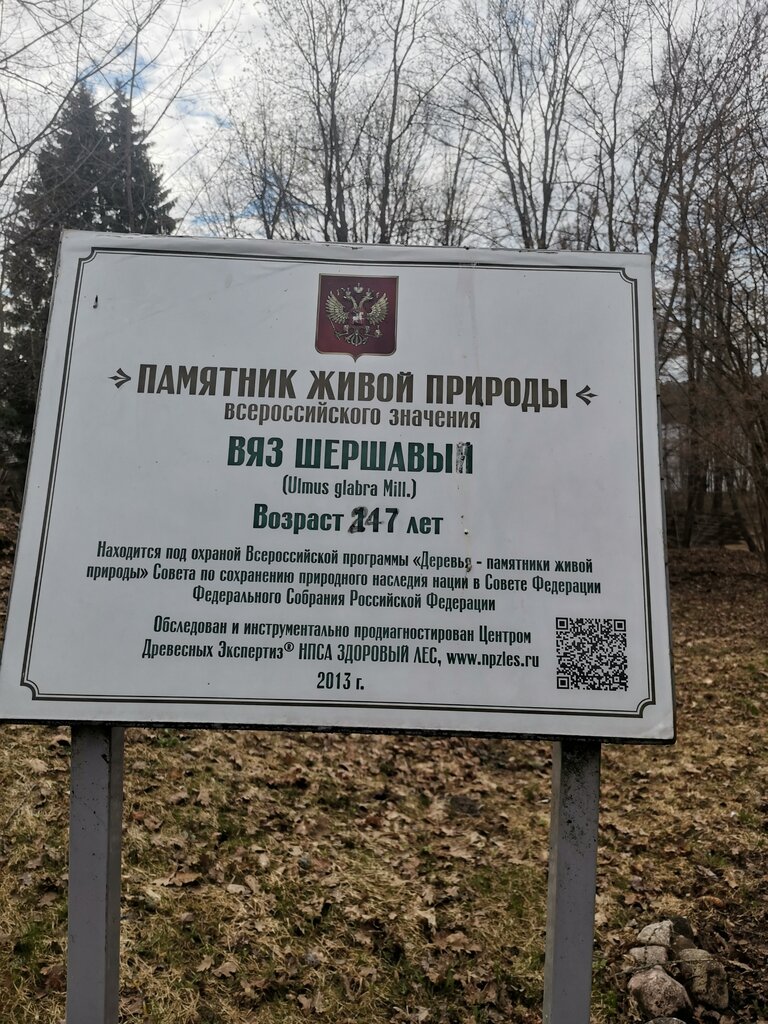 ПАМЯТНИК ЖИВОЙ ПРИРОДЫ
ВСЕРОССИЙСКОГО ЗНАЧЕНИЯ
ВЯЗ ШЕРШАВЫЙ
(Ulmus glabra Mill.)
Возраст 247 лет
Находится под охраной Всероссийской программы «Деревья - памятники живой
природы» Совета по сохранению природного наследия нации в Совете Федерации
Федерального Собрания Российской Федерации
Обследован и инструментально продиагностирован Центром
Древесных Экспертиз® НПСА ЗДОРОВЫЙ ЛЕС, www.npzles.ru
2013 г.